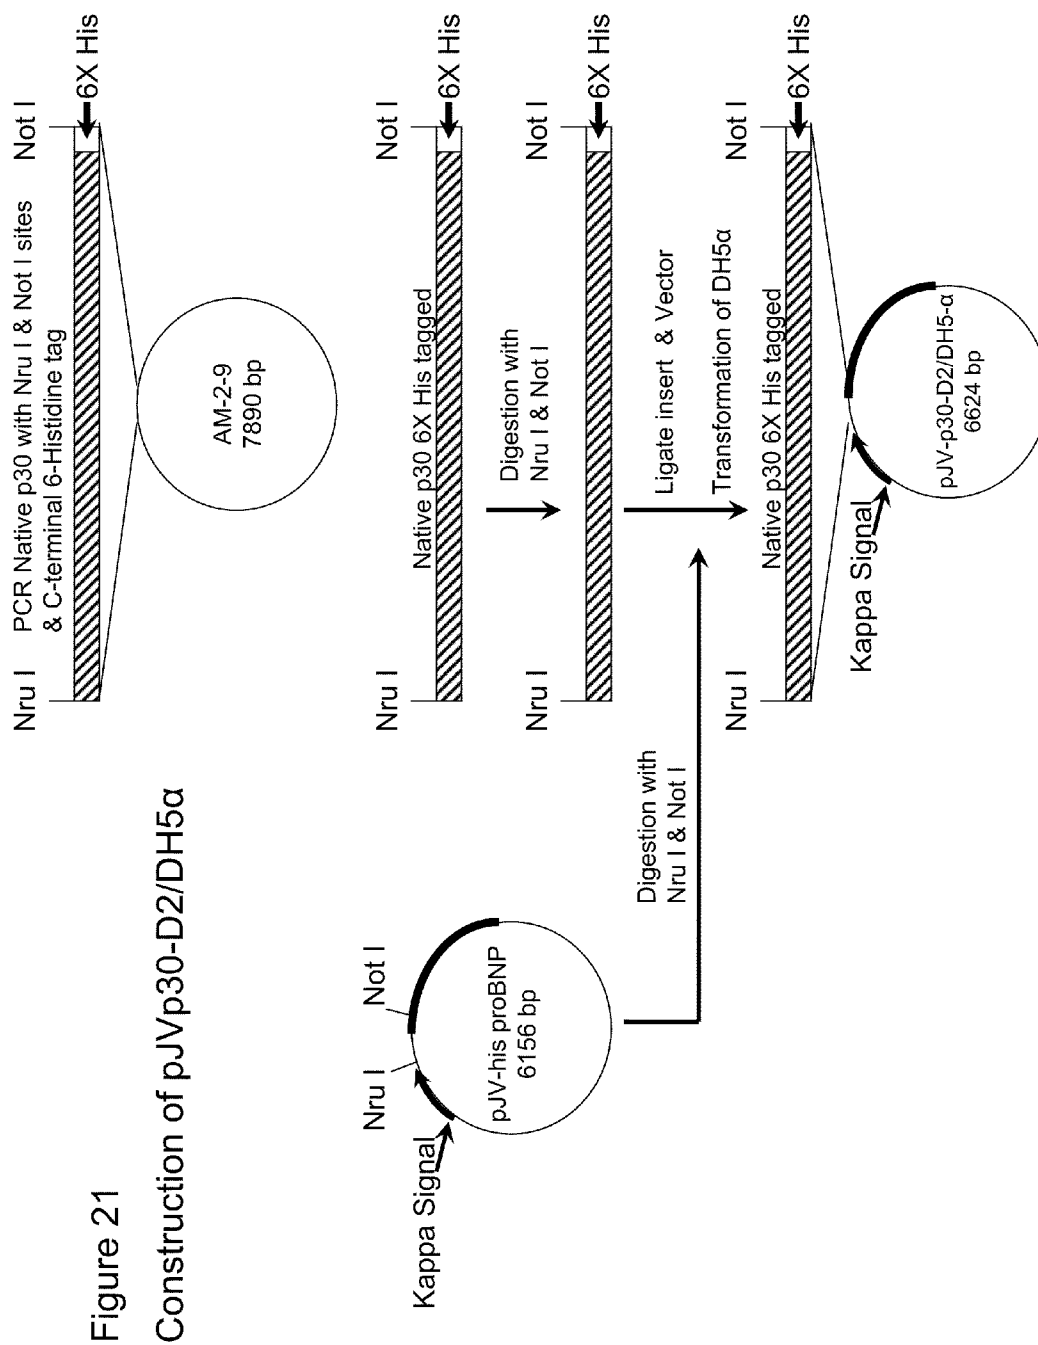 Figure 21
Construction of pJVp30-D2/DH5α
PCR Native p30 with Nru I & Not I sites
& C-terminal 6-Histidine tag
Nru I
Not I
6X His
AM-2-9
7890 bp
Nru I
Not I
Native p30 6X His tagged
6X His
Digestion with
Nru I & Not I
Nru I
Not I
6X His
Kappa Signal
Nru I
Not I
pJV-his proBNP
6156 bp
Digestion with
Nru I & Not I
Ligate insert & Vector
Transformation of DH5α
Nru I
Not I
Native p30 6X His tagged
6X His
Kappa Signal
pJV-p30-D2/DH5-α
6624 bp